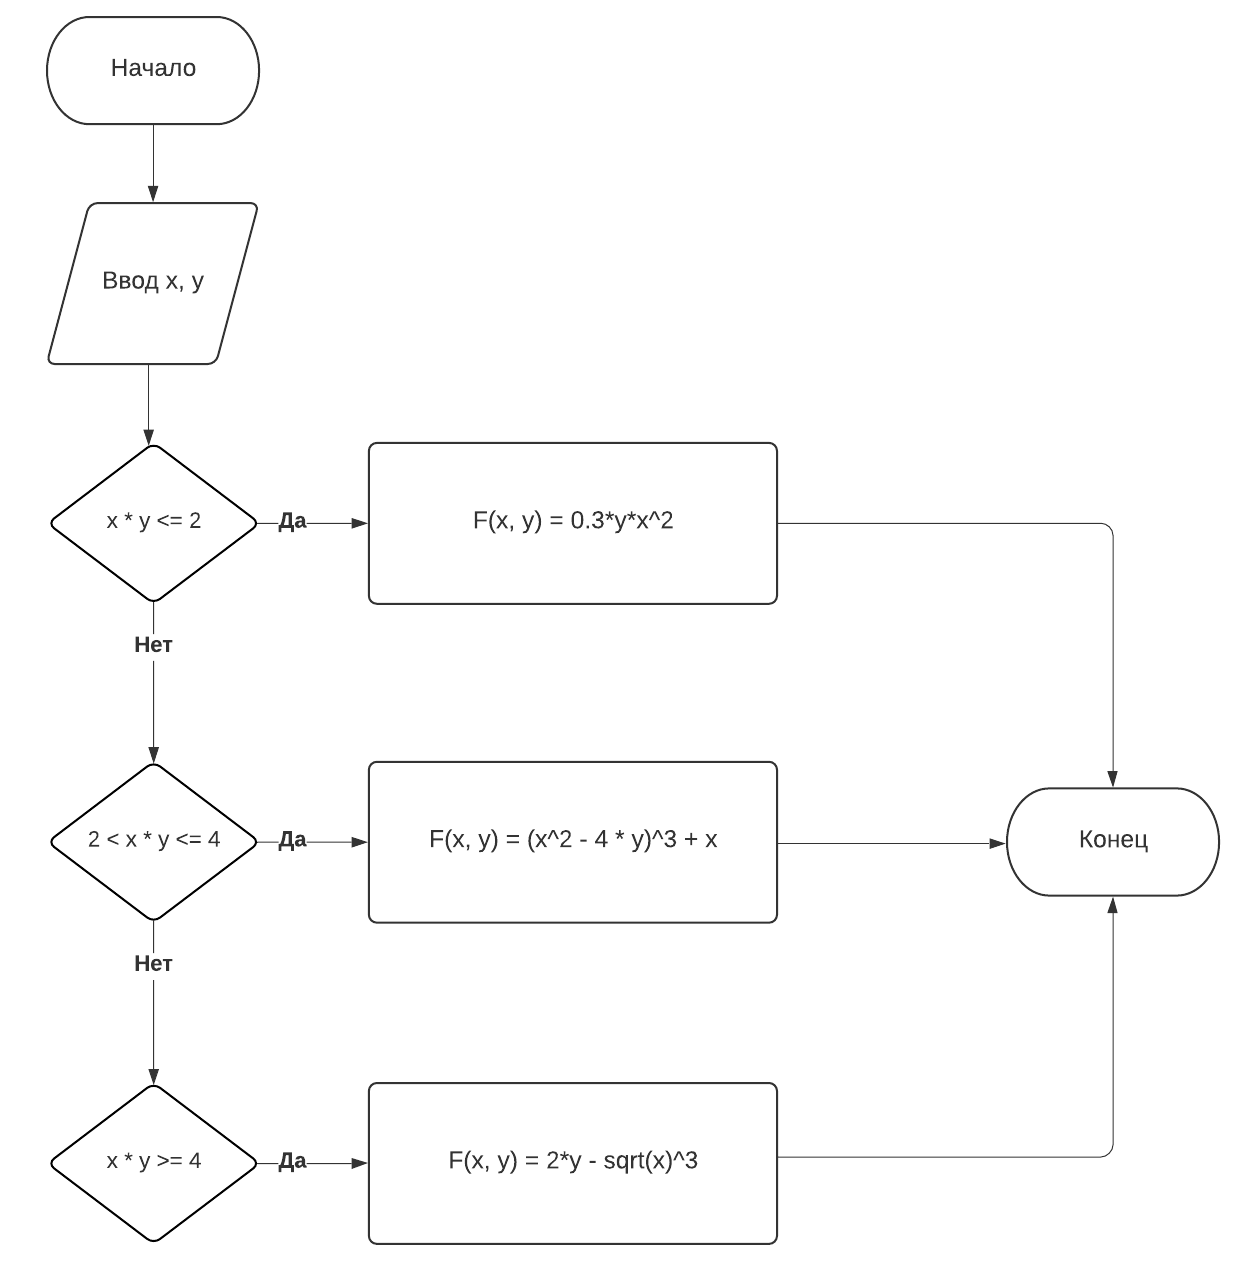 Начало
Ввод x, y
x * y <= 2
Да
F(x, y) = 0.3*y*x^2
Нет
2 < x * y <= 4
Да
F(x, y) = (x^2 - 4 * y)^3 + x
Конец
Нет
x * y >= 4
Да
F(x, y) = 2*y - sqrt(x)^3